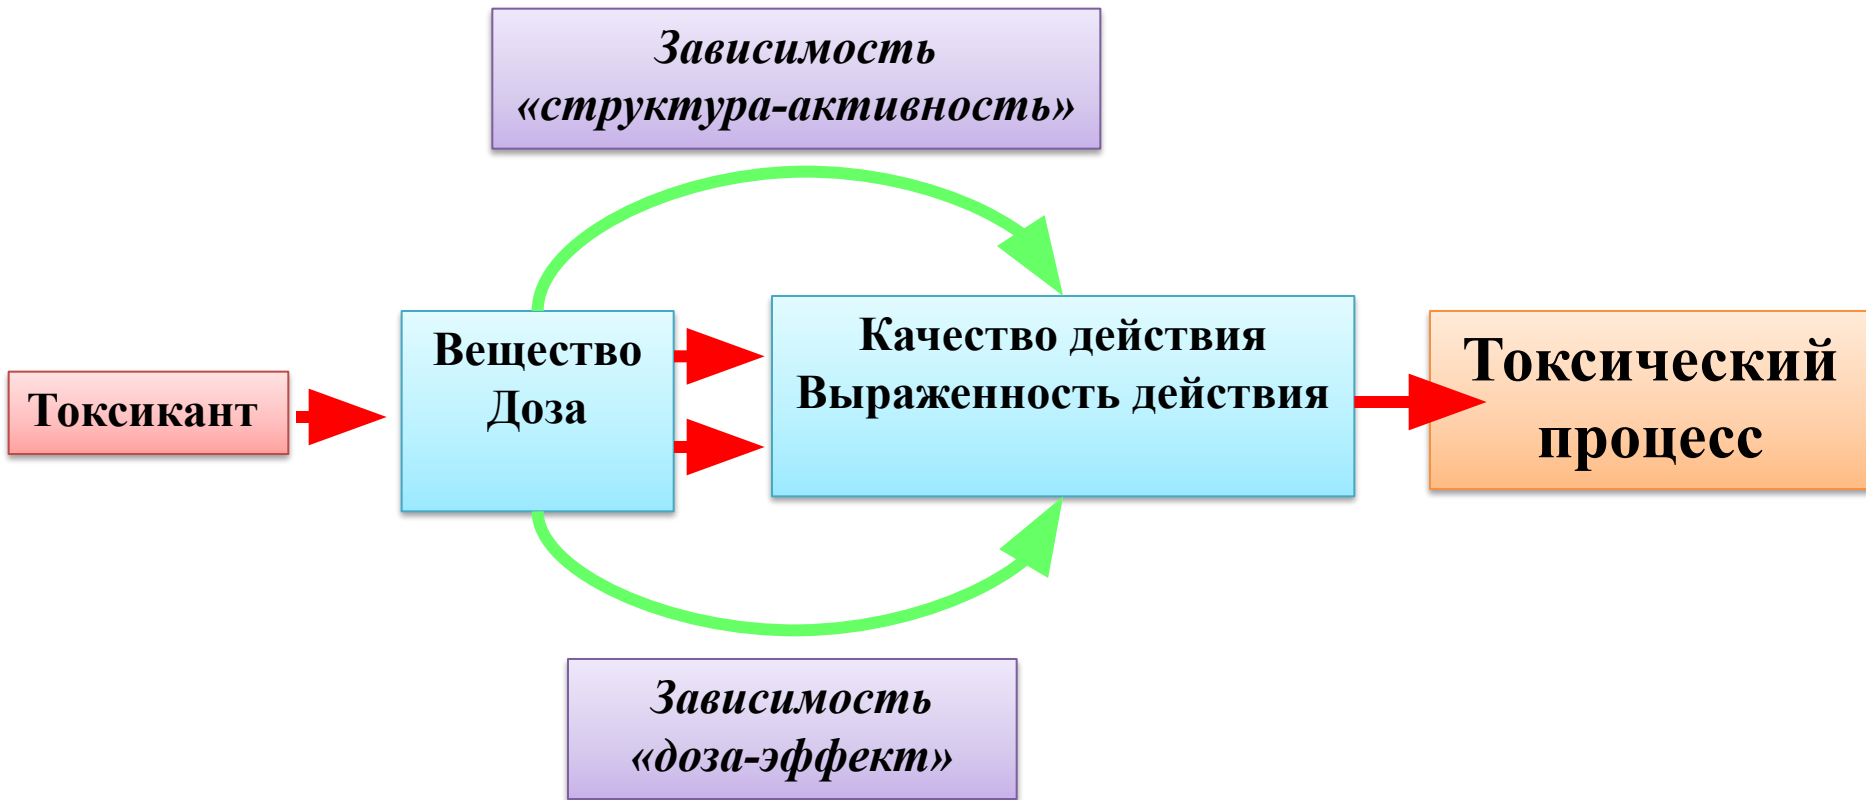 Зависимость
«структура-активность»
Токсикант
Вещество
Доза
Качество действия
Выраженность действия
Токсический
процесс
Зависимость
«доза-эффект»